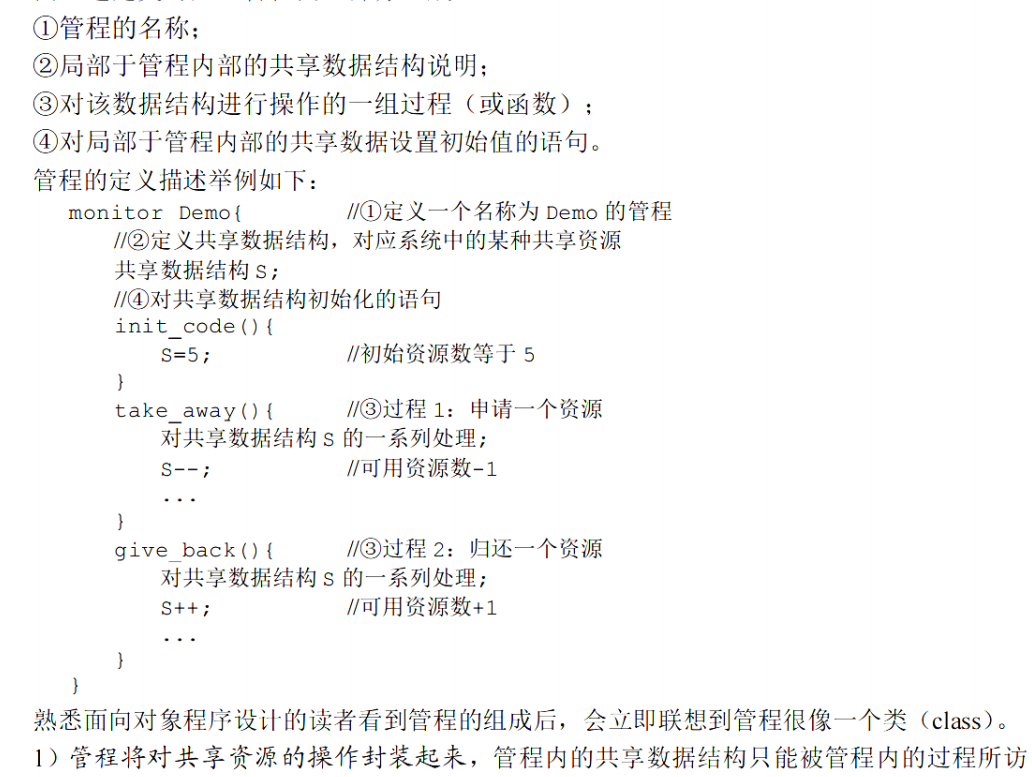 ①管程的名称；
②局部于管程内部的共享数据结构说明；
③对该数据结构进行操作的一组过程（或函数）；
④对局部于管程内部的共享数据设置初始值的语句。
管程的定义描述举例如下：
monitor Demo{ //①定义一个名称为 Demo 的管程
//②定义共享数据结构，对应系统中的某种共享资源
共享数据结构 S;
//④对共享数据结构初始化的语句
init_code(){
S=5; //初始资源数等于 5
}
take_away(){ //③过程 1：申请一个资源
对共享数据结构 S 的一系列处理;
S--; //可用资源数-1
...
}
give_back(){ //③过程 2：归还一个资源
对共享数据结构 S 的一系列处理;
S++; //可用资源数+1
...
}
}
熟悉面向对象程序设计的读者看到管程的组成后，会立即联想到管程很像一个类（class）。
1）管程将对共享资源的操作封装起来，管程内的共享数据结构只能被管程内的过程所访